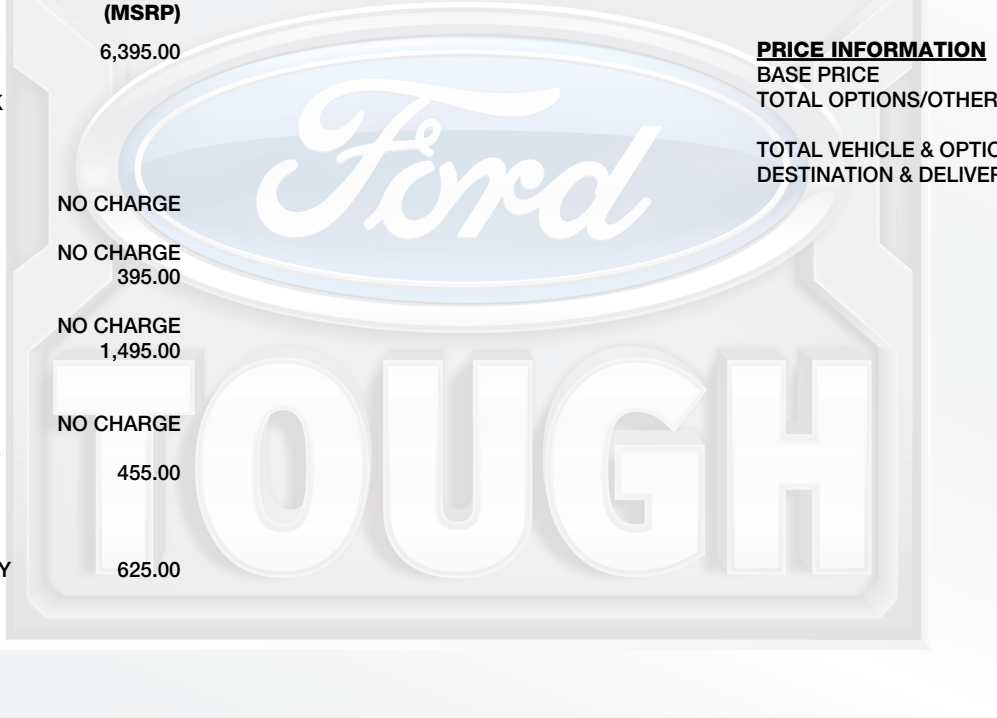 (MSRP)
6,395.00
NO CHARGE
NO CHARGE
395.00
NO CHARGE
1,495.00
NO CHARGE
455.00
Y 625.00
PRICE INFORMATION
BASE PRICE
TOTAL OPTIONS/OTHER
TOTAL VEHICLE & OPTIO
DESTINATION & DELIVER
Ford
TOUGH